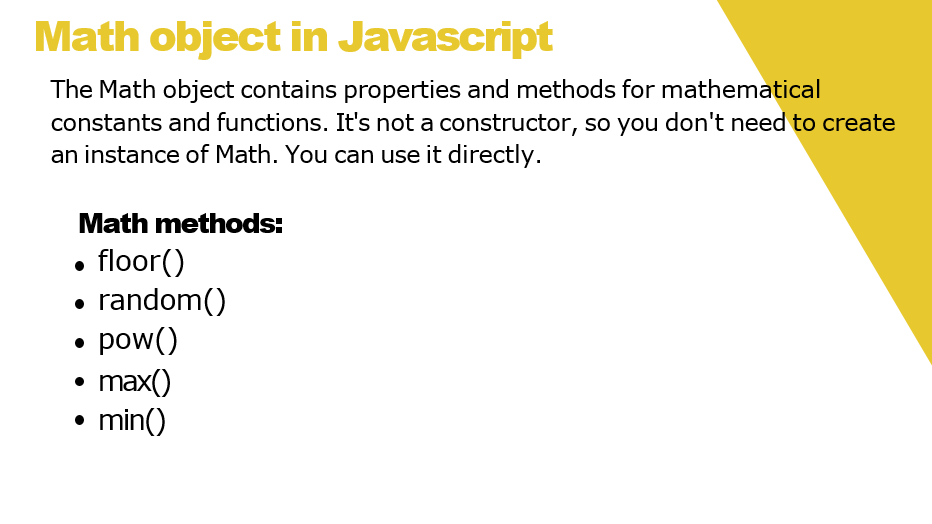 Math object in Javascript
The Math object contains properties and methods for mathematical
constants and functions. It's not a constructor, so you don't need to create
an instance of Math. You can use it directly.
Math methods:
• floor()
• random()
• pow()
• max()
• min()